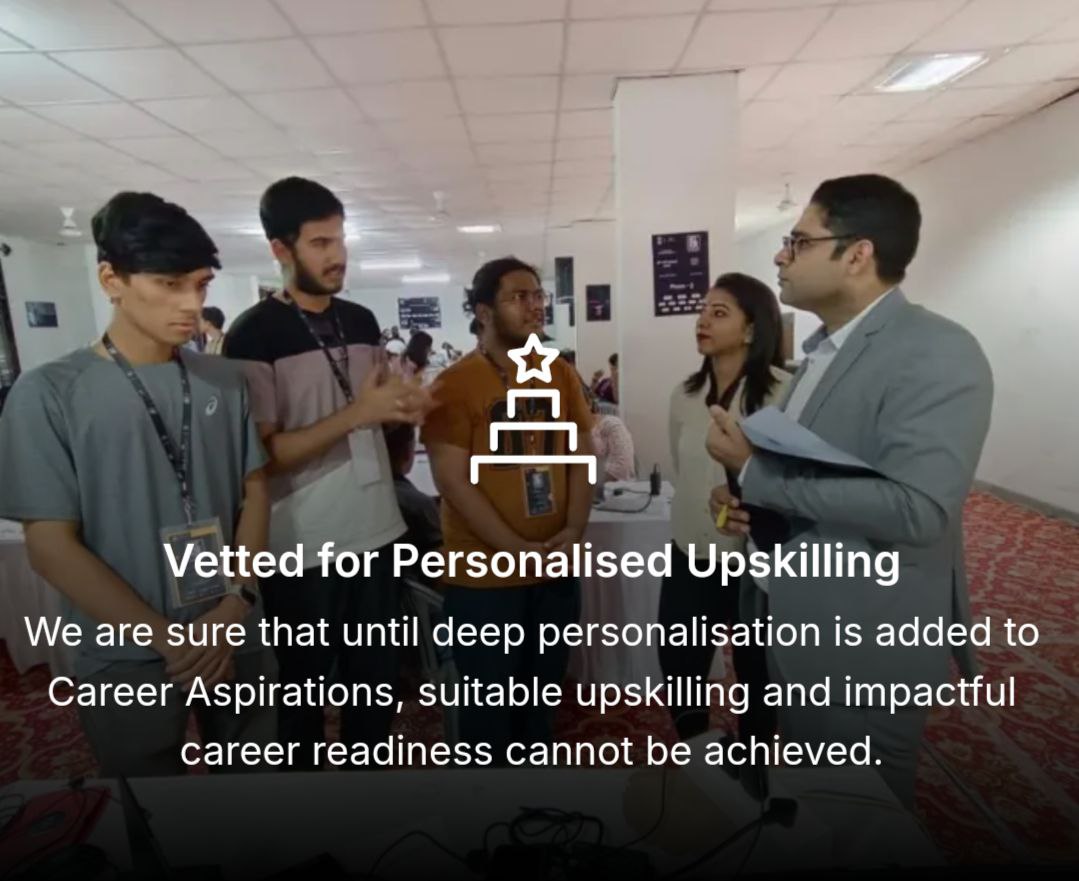 Vetted for Personalised Upskilling
We are sure that until deep personalisation is added to
Career Aspirations, suitable upskilling and impactful
career readiness cannot be achieved.